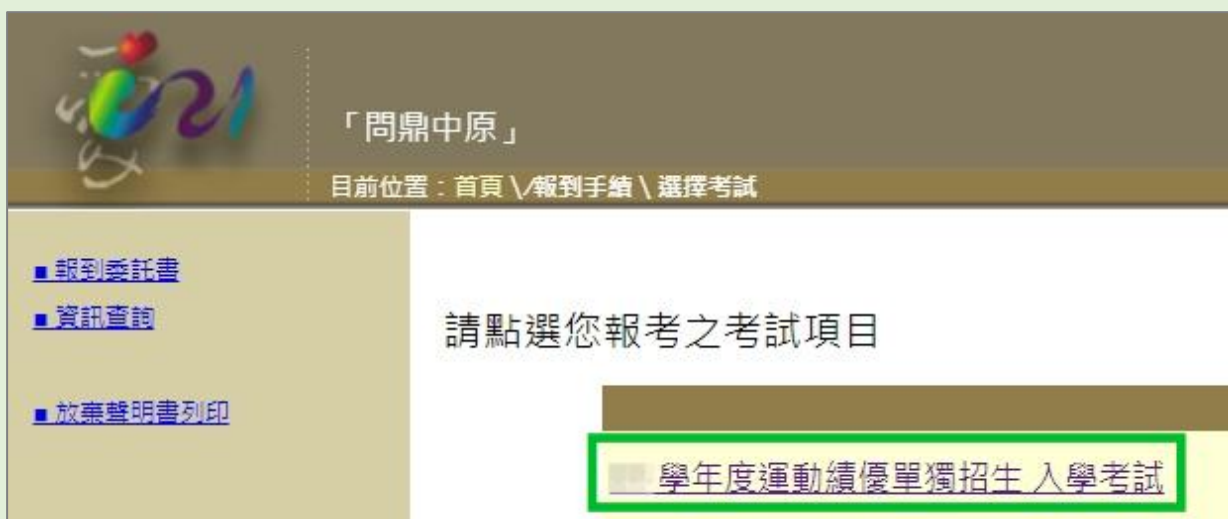 愛
i21
「問鼎中原」
目前位置：首頁 \ ∕報到手續 \ 選擇考試
■ 報到委託書
■ 資訊查詢
■ 放棄聲明書列印
請點選您報考之考試項目
學年度運動績優單獨招生 入學考試